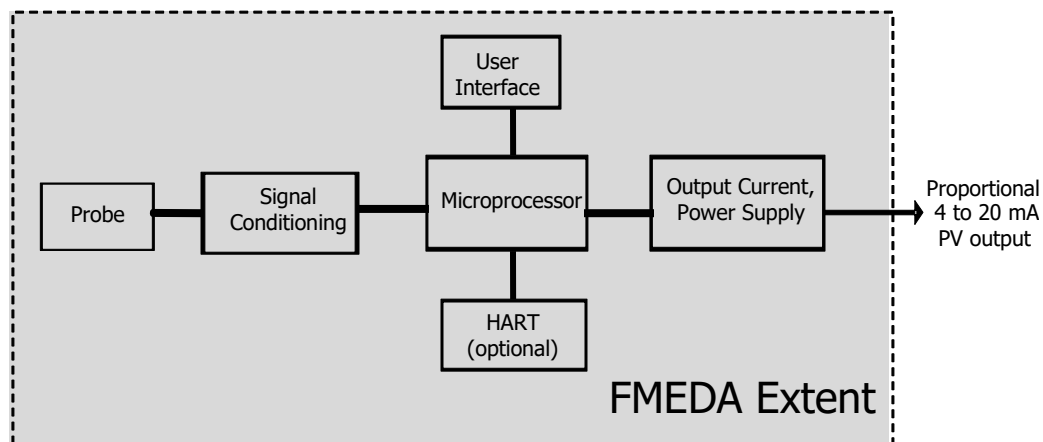 User
Interface
Probe
Signal
Conditioning
Microprocessor
Output Current,
Power Supply
Proportional
4 to 20 mA
PV output
HART
(optional)
FMEDA Extent